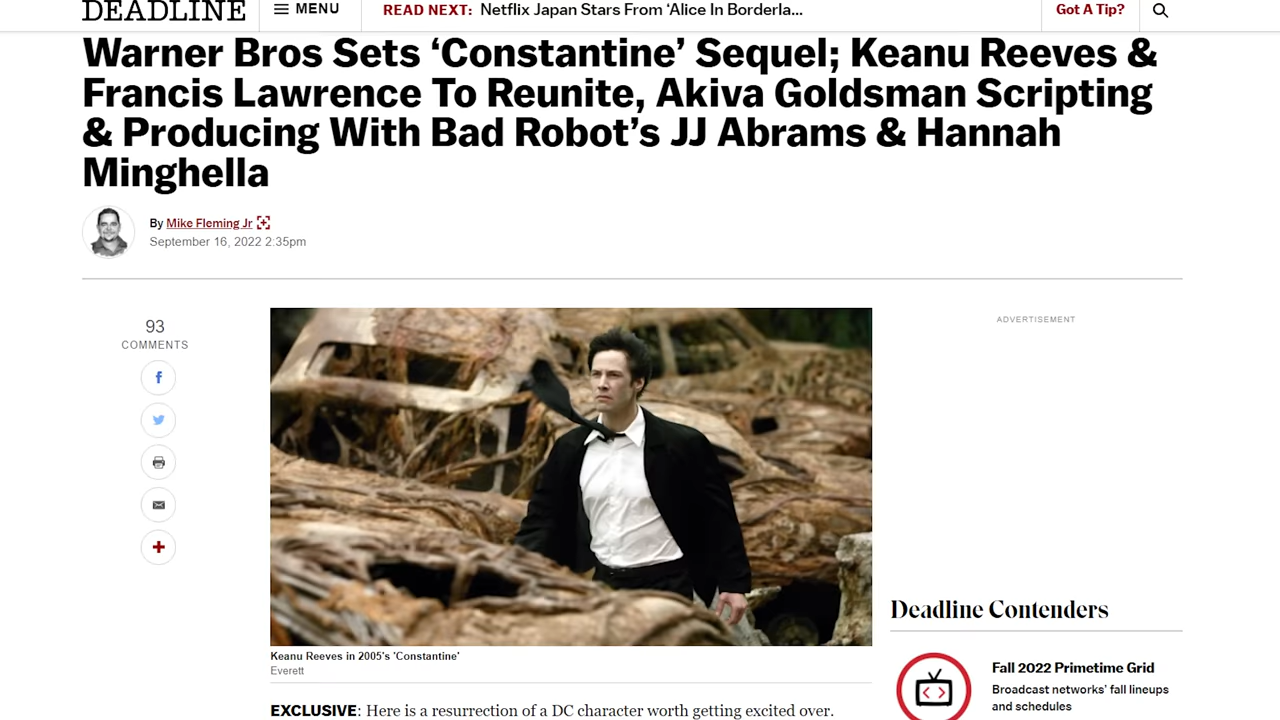 DEADLINE
MENU
READ NEXT: Netflix Japan Stars From ‘Alice In Borderla...
Got A Tip?
Warner Bros Sets ‘Constantine’ Sequel; Keanu Reeves &
Francis Lawrence To Reunite, Akiva Goldsman Scripting
& Producing With Bad Robot’s JJ Abrams & Hannah
Minghella
By Mike Fleming Jr
September 16, 2022 2:35pm
93
COMMENTS
ADVERTISEMENT
Keanu Reeves in 2005's 'Constantine'
Everett
EXCLUSIVE: Here is a resurrection of a DC character worth getting excited over.
Deadline Contenders
Fall 2022 Primetime Grid
Broadcast networks’ fall lineups
and schedules